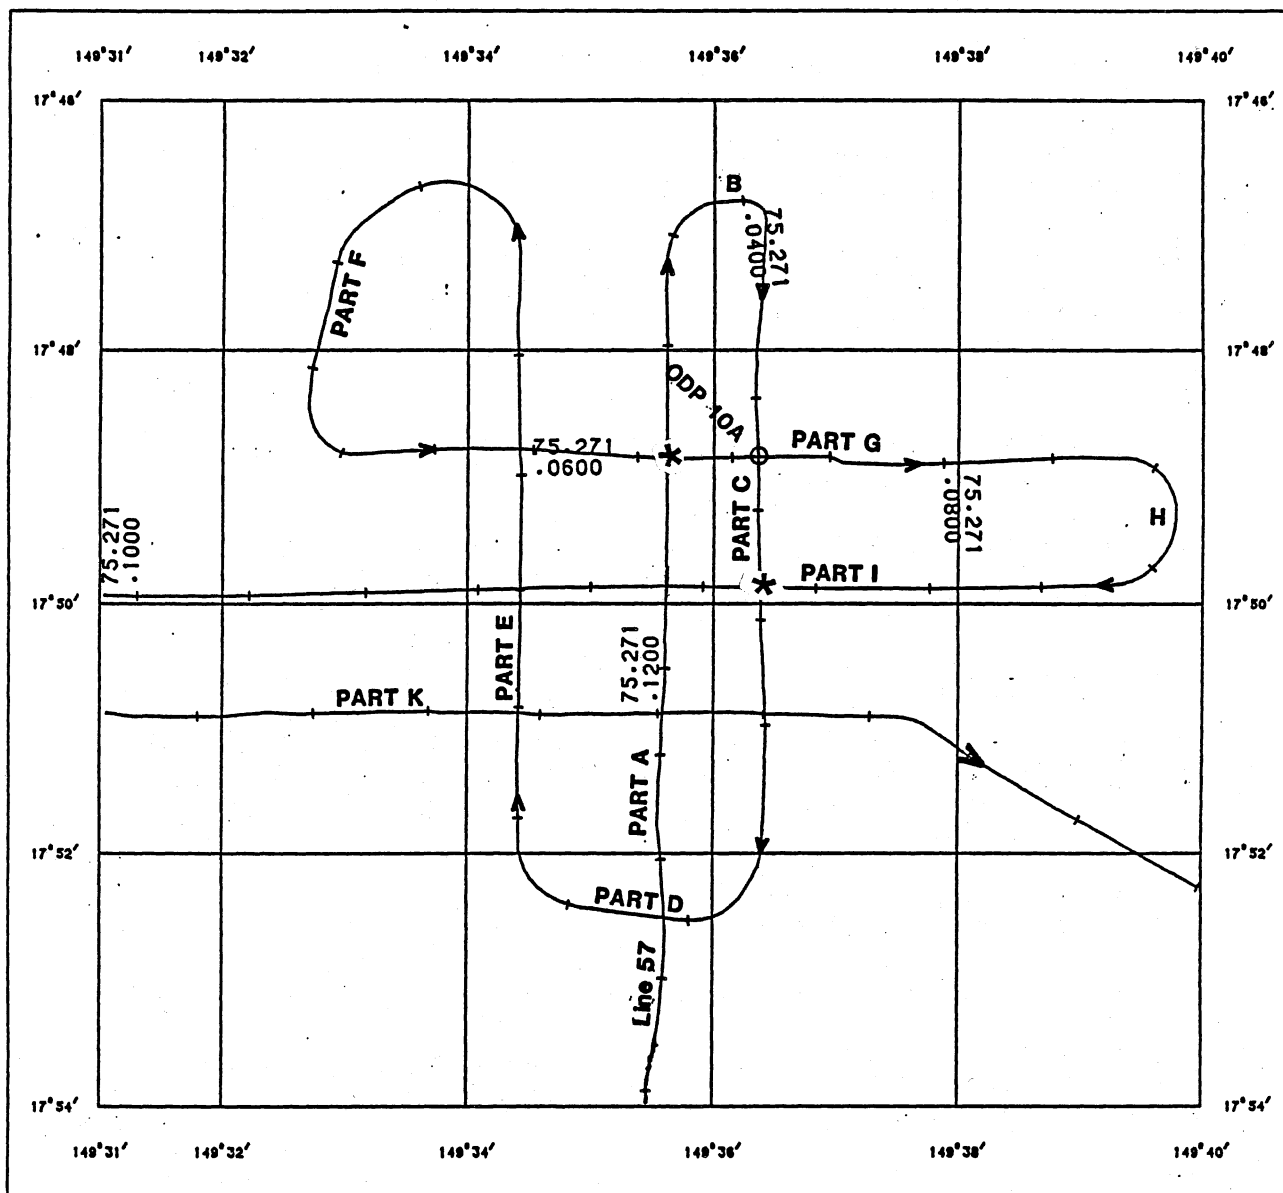 149°31′ 149°32′ 149°34′ 149°36′ 149°38′ 149°40′
17°46′ 17°46′
B
75.271
.0400
PART F
17°48′ 17°48′
ODP 10A
PART G
75.271
.0600
PART C
75.271
.0800
H
75.271
.1000
PART I
17°50′ 17°50′
PART E
75.271
.1200
PART K
PART A
17°52′ 17°52′
PART D
Line 57
17°54′ 17°54′
149°31′ 149°32′ 149°34′ 149°36′ 149°38′ 149°40′